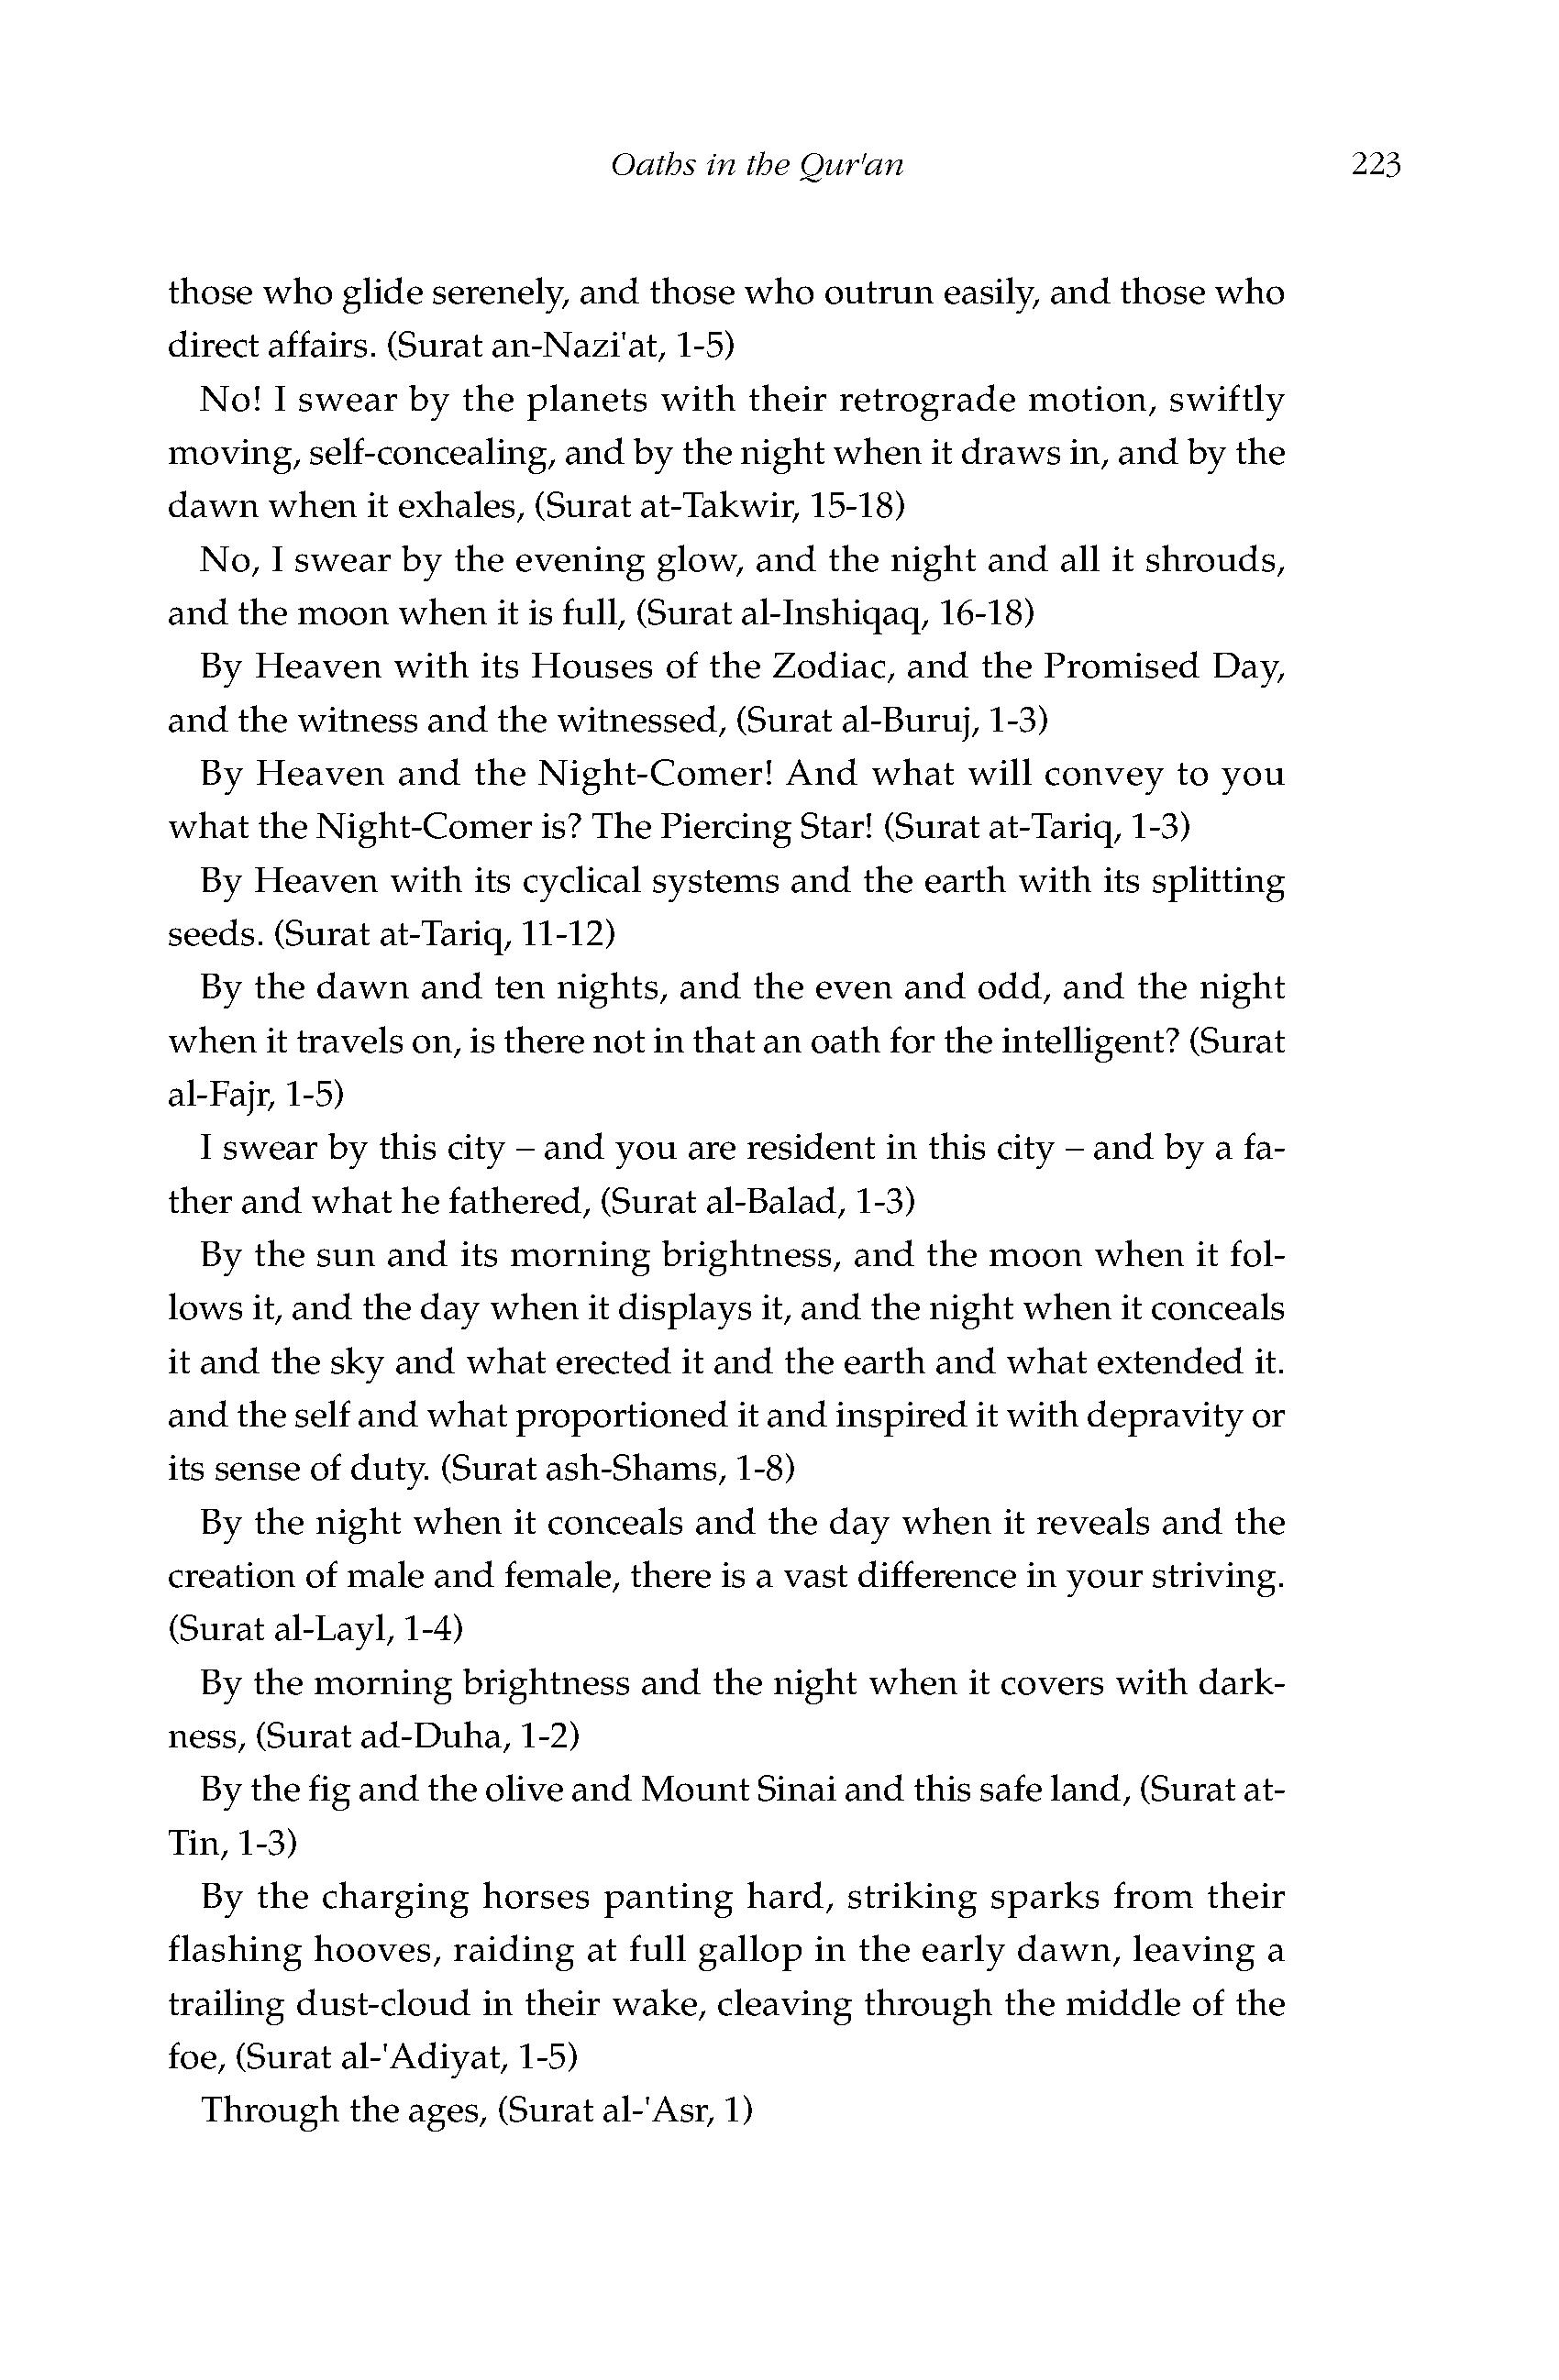 Oaths in the Qur'an 223
those who glide serenely, and those who outrun easily, and those who
direct affairs. (Surat an-Nazi'at, 1-5)
No! I swear by the planets with their retrograde motion, swiftly
moving, self-concealing, and by the night when it draws in, and by the
dawn when it exhales, (Surat at-Takwir, 15-18)
No, I swear by the evening glow, and the night and all it shrouds,
and the moon when it is full, (Surat al-Inshiqaq, 16-18)
By Heaven with its Houses of the Zodiac, and the Promised Day,
and the witness and the witnessed, (Surat al-Buruj, 1-3)
By Heaven and the Night-Comer! And what will convey to you
what the Night-Comer is? The Piercing Star! (Surat at-Tariq, 1-3)
By Heaven with its cyclical systems and the earth with its splitting
seeds. (Surat at-Tariq, 11-12)
By the dawn and ten nights, and the even and odd, and the night
when it travels on, is there not in that an oath for the intelligent? (Surat
al-Fajr, 1-5)
I swear by this city – and you are resident in this city – and by a fa-
ther and what he fathered, (Surat al-Balad, 1-3)
By the sun and its morning brightness, and the moon when it fol-
lows it, and the day when it displays it, and the night when it conceals
it and the sky and what erected it and the earth and what extended it.
and the self and what proportioned it and inspired it with depravity or
its sense of duty. (Surat ash-Shams, 1-8)
By the night when it conceals and the day when it reveals and the
creation of male and female, there is a vast difference in your striving.
(Surat al-Layl, 1-4)
By the morning brightness and the night when it covers with dark-
ness, (Surat ad-Duha, 1-2)
By the fig and the olive and Mount Sinai and this safe land, (Surat at-
Tin, 1-3)
By the charging horses panting hard, striking sparks from their
flashing hooves, raiding at full gallop in the early dawn, leaving a
trailing dust-cloud in their wake, cleaving through the middle of the
foe, (Surat al-'Adiyat, 1-5)
Through the ages, (Surat al-'Asr, 1)